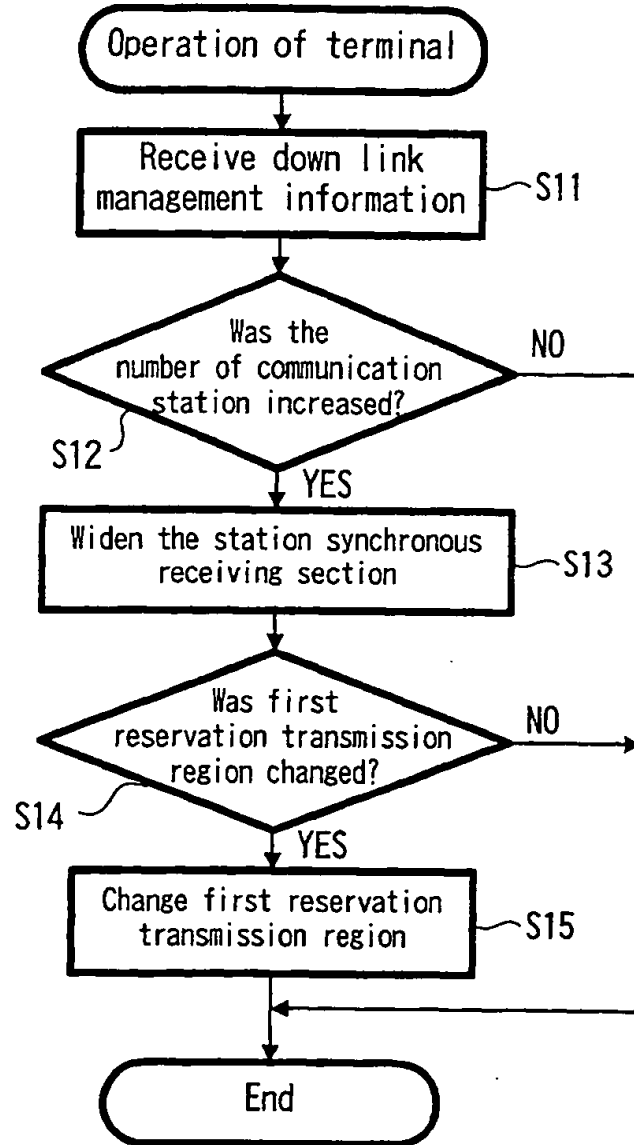 Operation of terminal
Receive down link
management information
S11
Was the
number of communication
station increased?
NO
S12
YES
Widen the station synchronous
receiving section
S13
Was first
reservation transmission
region changed?
NO
S14
YES
Change first reservation
transmission region
S15
End